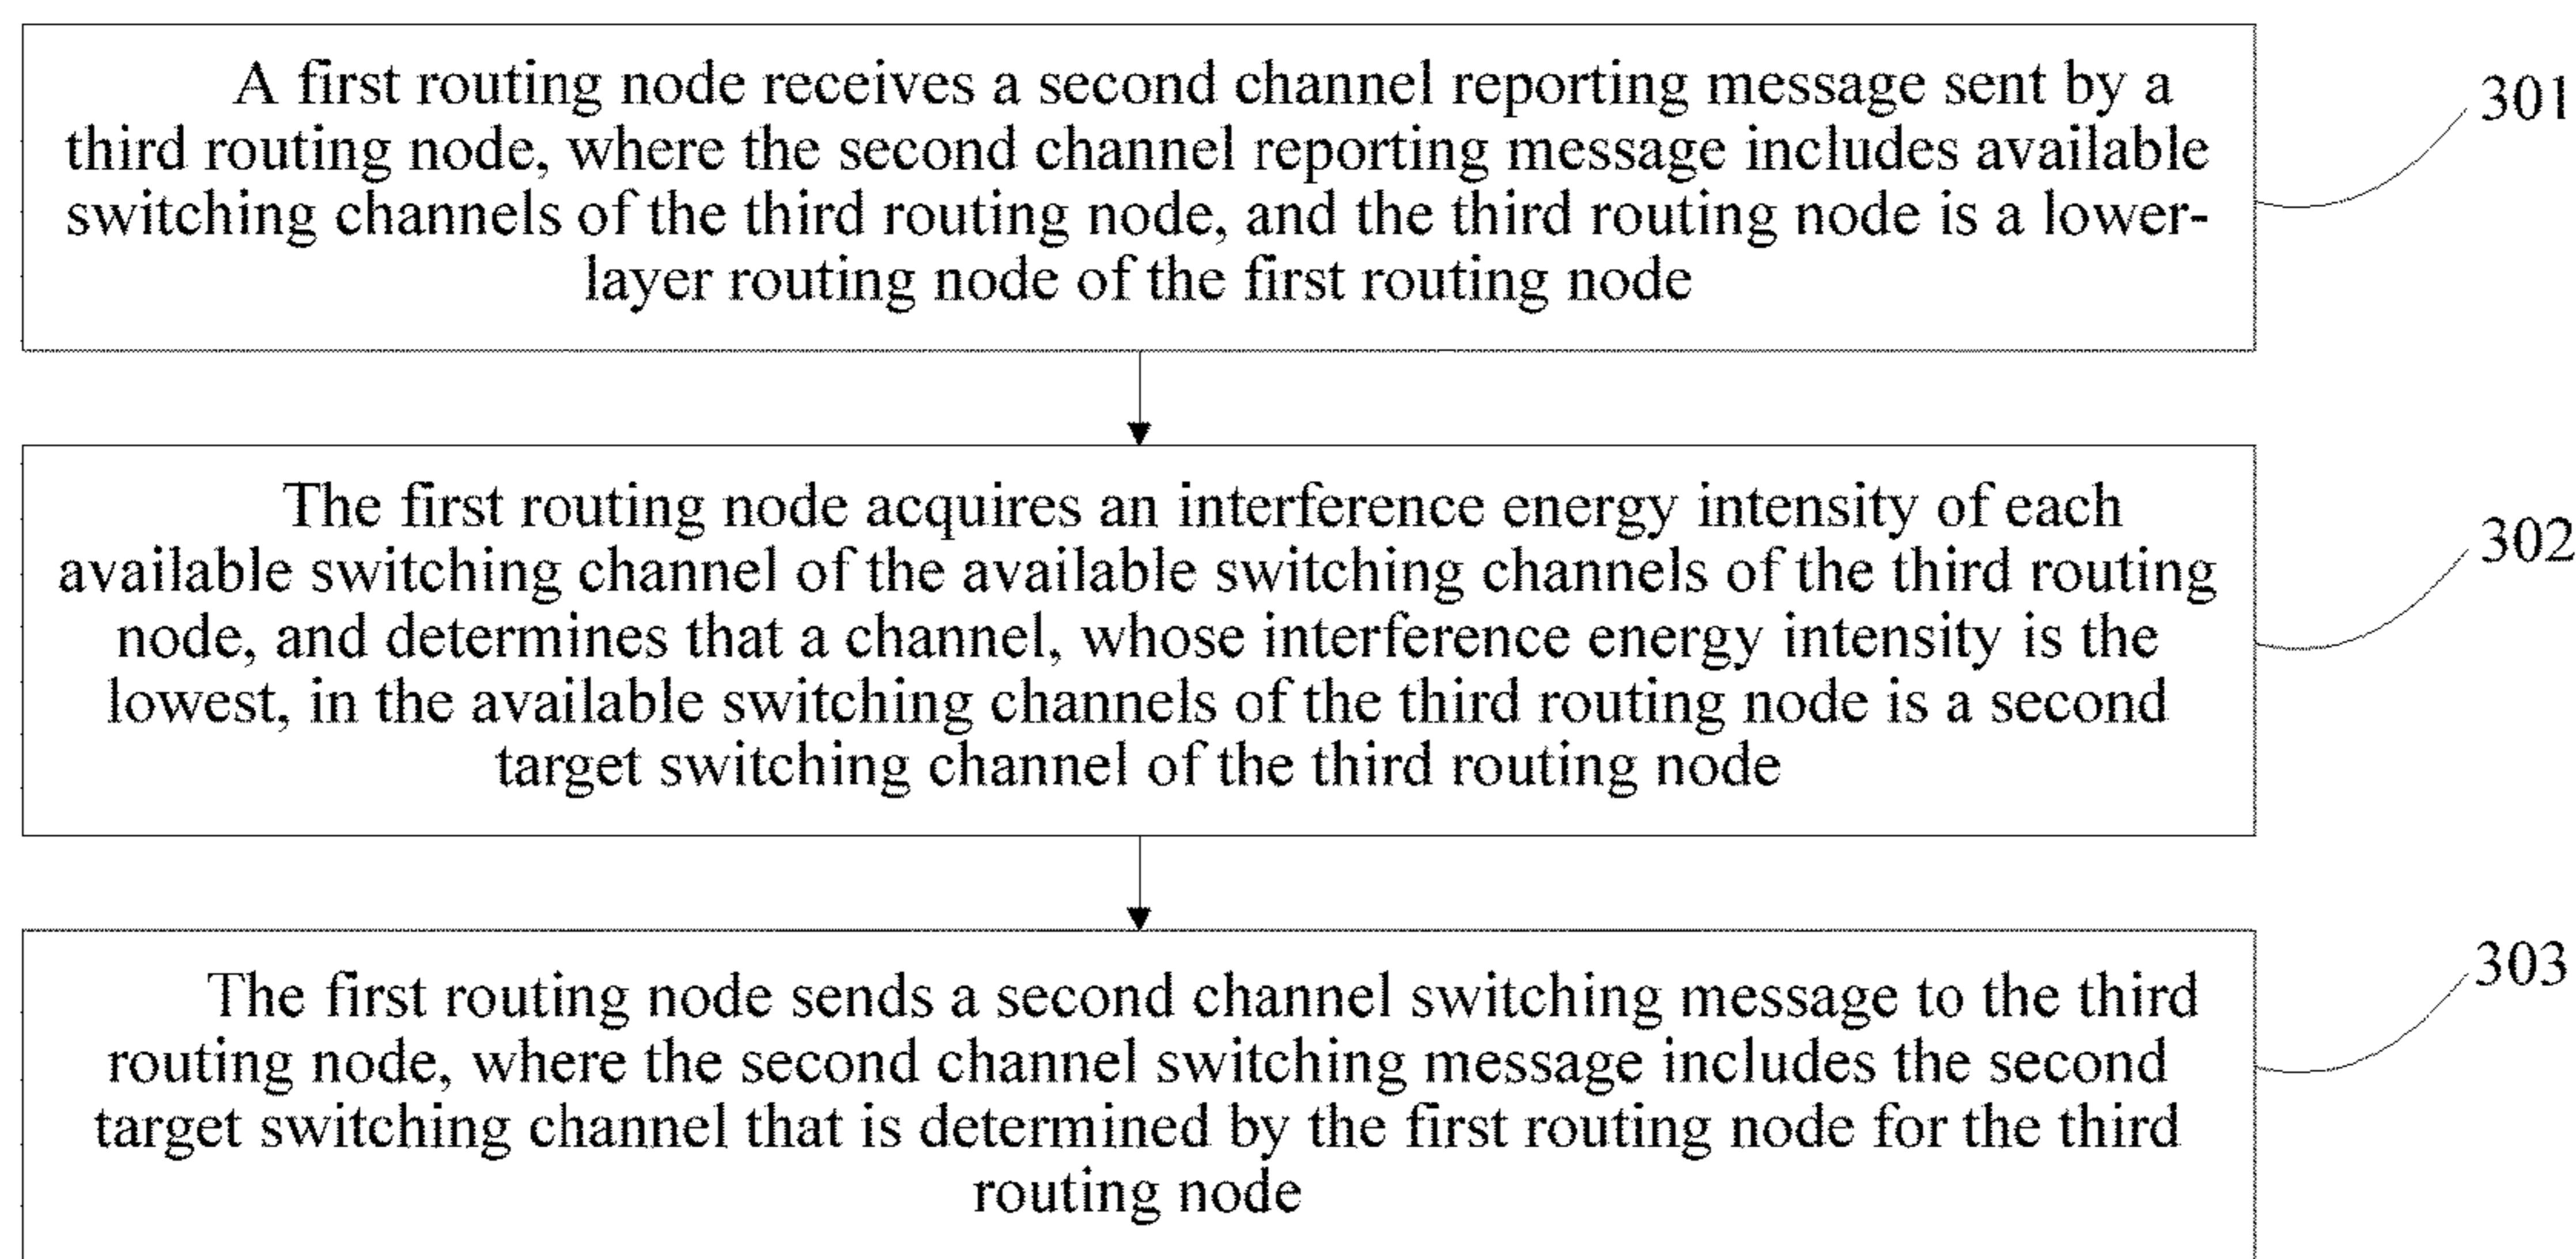 A first routing node receives a second channel reporting message sent by a
third routing node, where the second channel reporting message includes available
switching channels of the third routing node, and the third routing node is a lower-
layer routing node of the first routing node
301
The first routing node acquires an interference energy intensity of each
available switching channel of the available switching channels of the third routing
node, and determines that a channel, whose interference energy intensity is the
lowest, in the available switching channels of the third routing node is a second
target switching channel of the third routing node
302
The first routing node sends a second channel switching message to the third
routing node, where the second channel switching message includes the second
target switching channel that is determined by the first routing node for the third
routing node
303